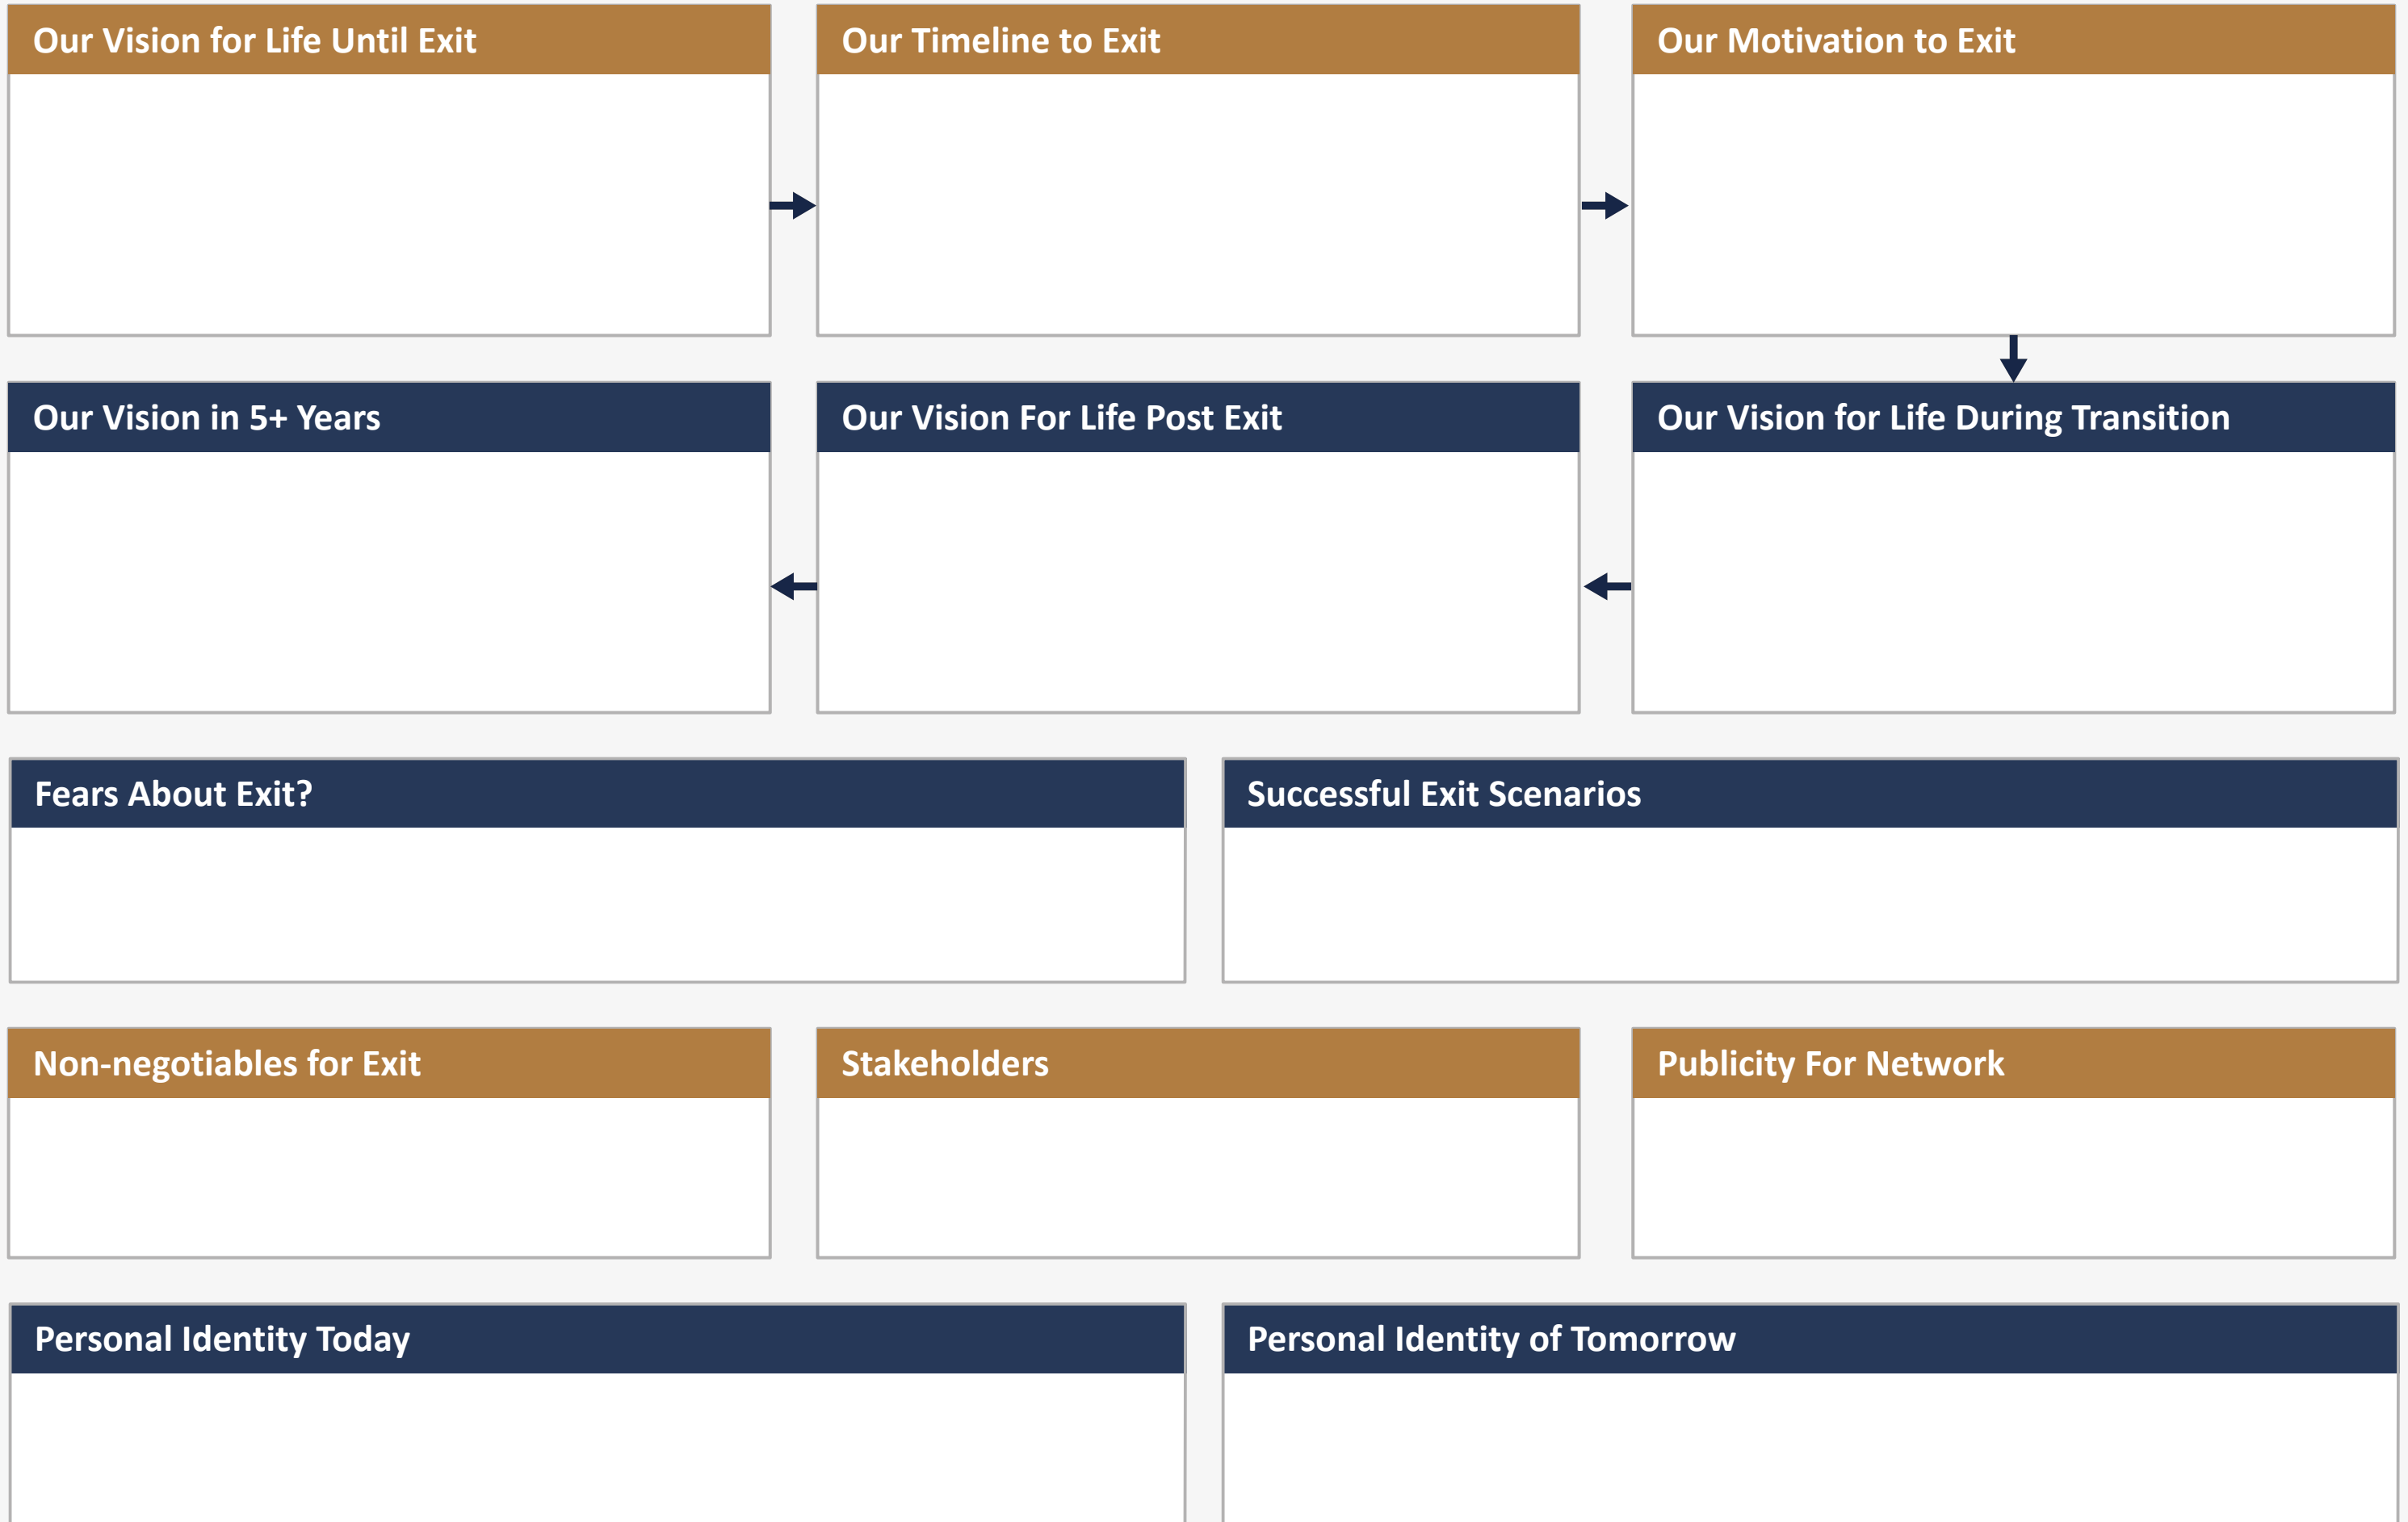 Our Vision for Life Until Exit
Our Timeline to Exit
Our Motivation to Exit
Our Vision in 5+ Years
Our Vision For Life Post Exit
Our Vision for Life During Transition
Fears About Exit?
Successful Exit Scenarios
Non-negotiables for Exit
Stakeholders
Publicity For Network
Personal Identity Today
Personal Identity of Tomorrow